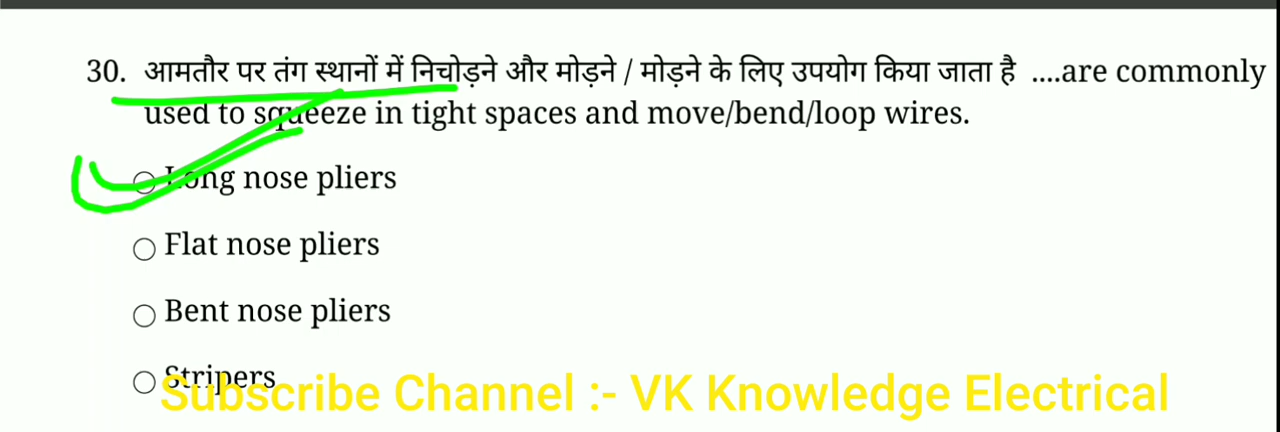 30. आमतौर पर तंग स्थानों में निचोड़ने और मोड़ने / मोड़ने के लिए उपयोग किया जाता है ....are commonly
used to squeeze in tight spaces and move/bend/loop wires.
Long nose pliers
Flat nose pliers
Bent nose pliers
Stripers
Subscribe Channel :- VK Knowledge Electrical